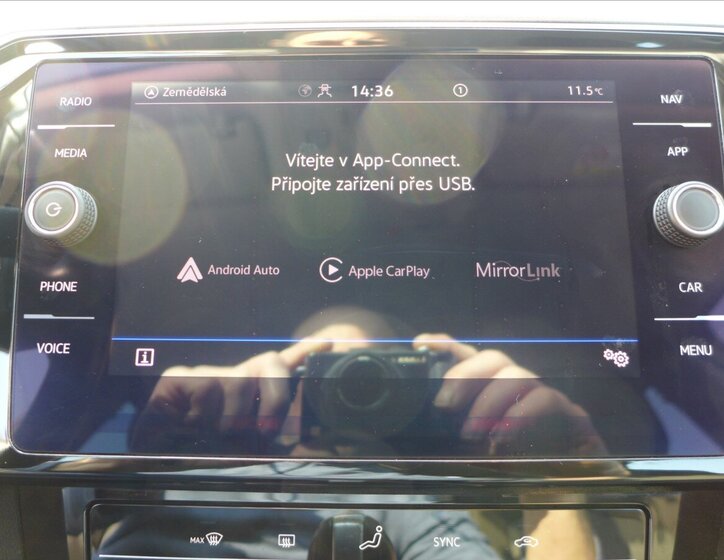 RADIO
MEDIA
PHONE
VOICE
Zemědělská 14:36 1 11.5°C
Vítejte v App-Connect.
Připojte zařízení přes USB.
Android Auto Apple CarPlay MirrorLink
i
NAV
APP
CAR
MENU
MAX SYNC